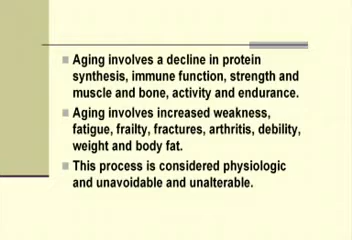 Aging involves a decline in protein
synthesis, immune function, strength and
muscle and bone, activity and endurance.
Aging involves increased weakness,
fatigue, frailty, fractures, arthritis, debility,
weight and body fat.
This process is considered physiologic
and unavoidable and unalterable.